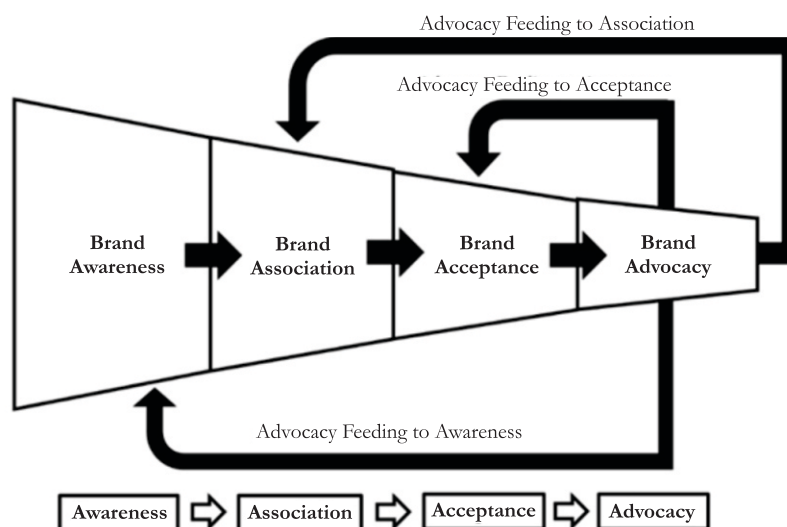 Advocacy Feeding to Association
Advocacy Feeding to Acceptance
Brand
Awareness
Brand
Association
Brand
Acceptance
Brand
Advocacy
Advocacy Feeding to Awareness
Awareness
Association
Acceptance
Advocacy